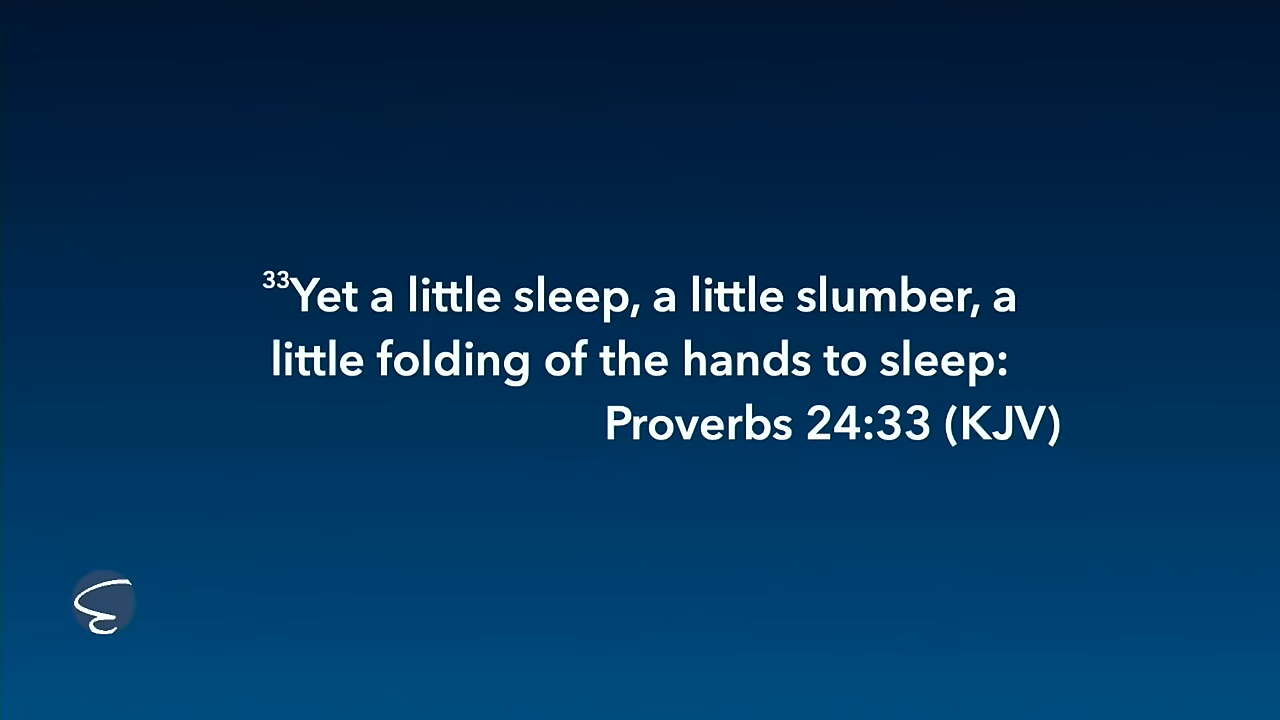 ³³Yet a little sleep, a little slumber, a
little folding of the hands to sleep:
Proverbs 24:33 (KJV)